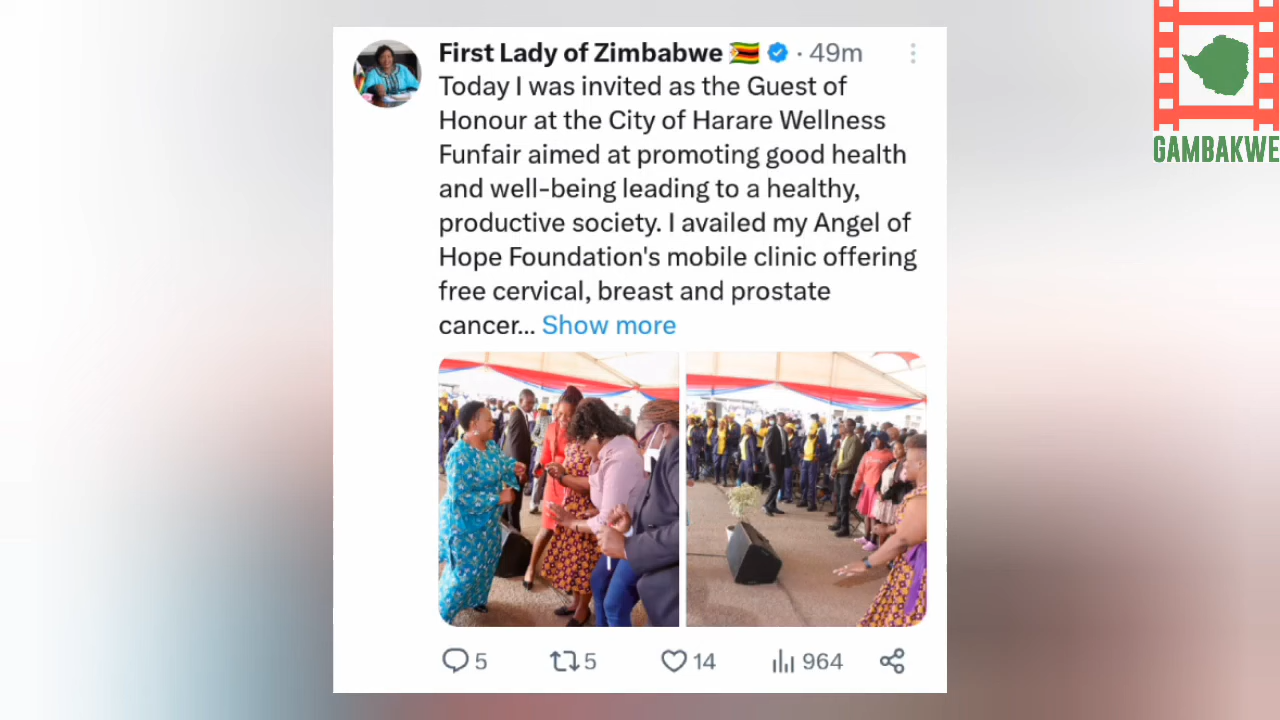 First Lady of Zimbabwe 🇿🇼 · 49m
Today I was invited as the Guest of
Honour at the City of Harare Wellness
Funfair aimed at promoting good health
and well-being leading to a healthy,
productive society. I availed my Angel of
Hope Foundation's mobile clinic offering
free cervical, breast and prostate
cancer... Show more
5 5 14 964
GAMBAKWE